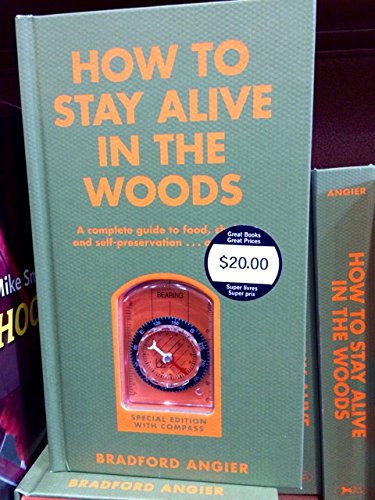 HOW TO
STAY ALIVE
IN THE
WOODS
A complete guide to food,
and self-preservation . . .
Great Books
Great Prices
$20.00
Super livres
Super prix
BEARING
SPECIAL EDITION
WITH COMPASS
BRADFORD ANGIER
BRADFORD ANGIER
ANGIER
HOW TO STAY ALIVE
IN THE WOODS
Mike